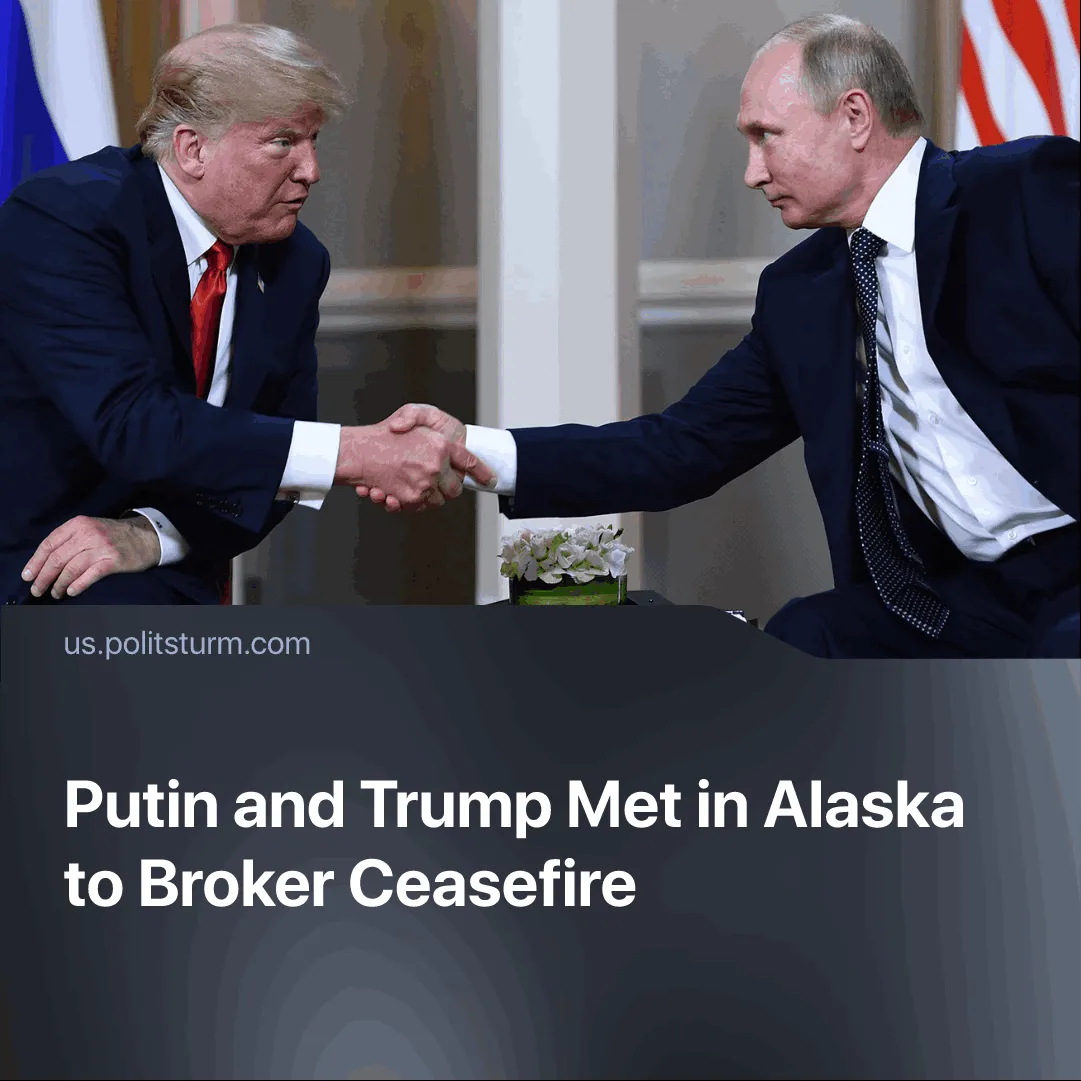 us.politsturm.com
Putin and Trump Met in Alaska
to Broker Ceasefire